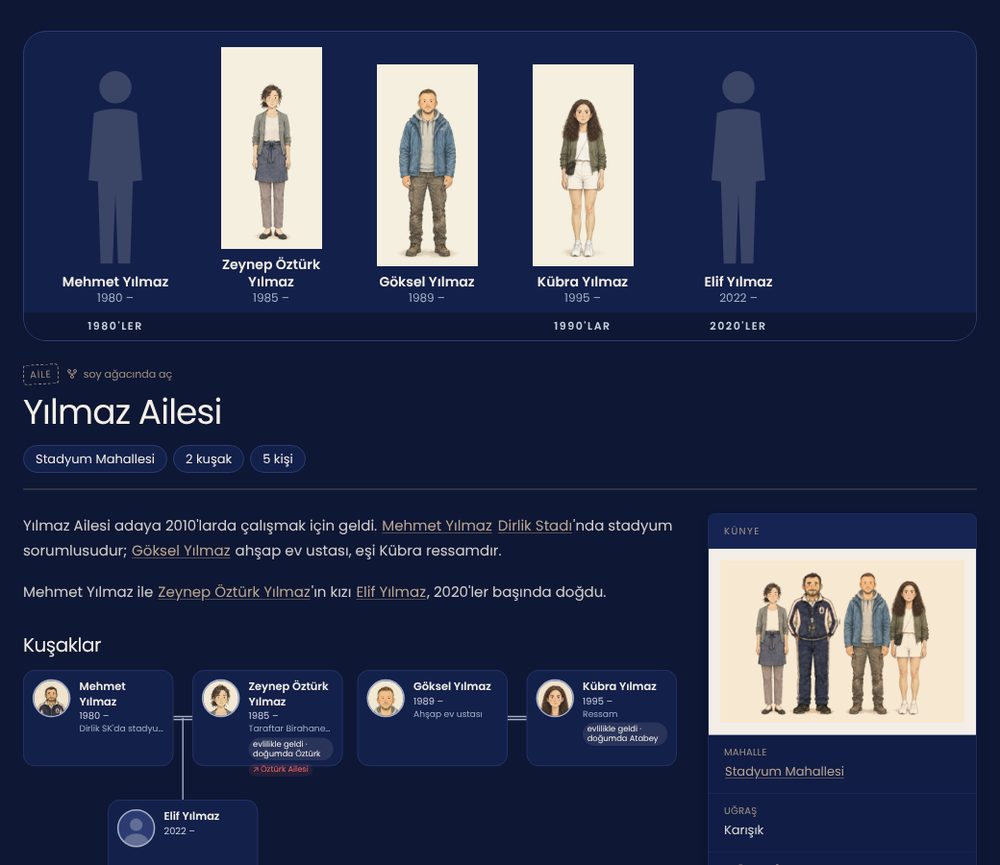 Mehmet Yılmaz
1980 –
Zeynep Öztürk
Yılmaz
1985 –
Göksel Yılmaz
1989 –
Kübra Yılmaz
1995 –
Elif Yılmaz
2022 –
1980'LER
1990'LAR
2020'LER
AİLE
soy ağacında aç
Yılmaz Ailesi
Stadyum Mahallesi
2 kuşak
5 kişi
Yılmaz Ailesi adaya 2010'larda çalışmak için geldi. Mehmet Yılmaz Dirlik Stadı'nda stadyum
sorumlusudur; Göksel Yılmaz ahşap ev ustası, eşi Kübra ressamdır.
Mehmet Yılmaz ile Zeynep Öztürk Yılmaz'ın kızı Elif Yılmaz, 2020'ler başında doğdu.
Kuşaklar
Mehmet
Yılmaz
1980 –
Dirlik SK'da stadyu...
Zeynep Öztürk
Yılmaz
1985 –
Taraftar Birahane...
evlilikle geldi ·
doğumda Öztürk
↗ Öztürk Ailesi
Göksel Yılmaz
1989 –
Ahşap ev ustası
Kübra Yılmaz
1995 –
Ressam
evlilikle geldi ·
doğumda Atabey
Elif Yılmaz
2022 –
KÜNYE
MAHALLE
Stadyum Mahallesi
UĞRAŞ
Karışık